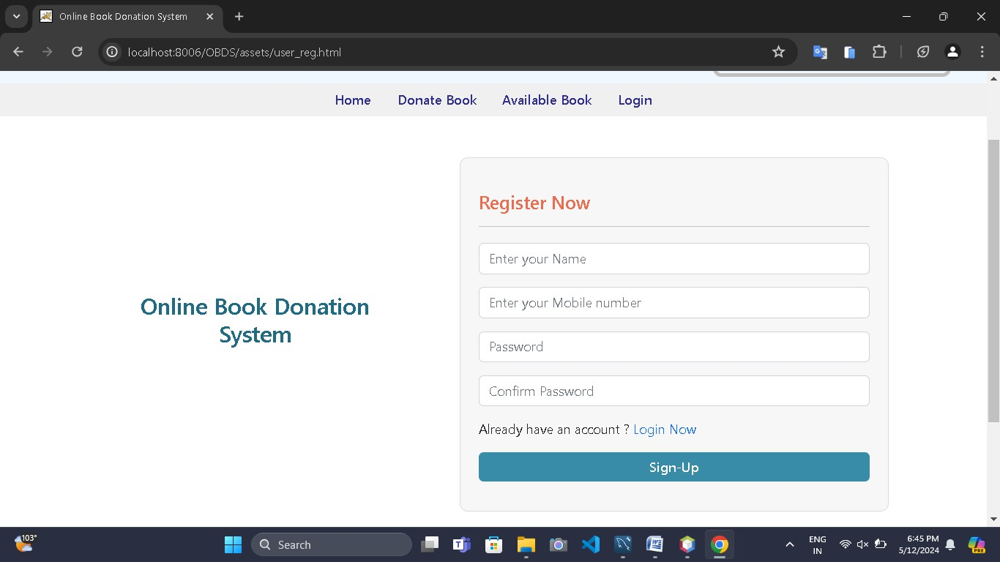 Online Book Donation System
localhost:8006/OBDS/assets/user_reg.html
Home Donate Book Available Book Login
Register Now
Enter your Name
Enter your Mobile number
Online Book Donation
System
Password
Confirm Password
Already have an account ? Login Now
Sign-Up
103°
Search
ENG
IN
6:45 PM
5/12/2024
PRE